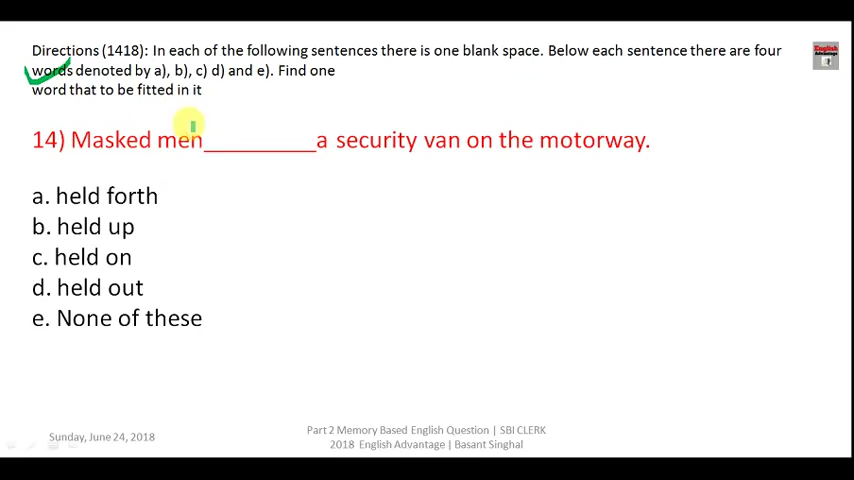 Directions (1418): In each of the following sentences there is one blank space. Below each sentence there are four
words denoted by a), b), c) d) and e). Find one
word that to be fitted in it
English
Advantage
14) Masked men_________a security van on the motorway.
a. held forth
b. held up
c. held on
d. held out
e. None of these
Sunday, June 24, 2018
Part 2 Memory Based English Question | SBI CLERK
2018 English Advantage | Basant Singhal